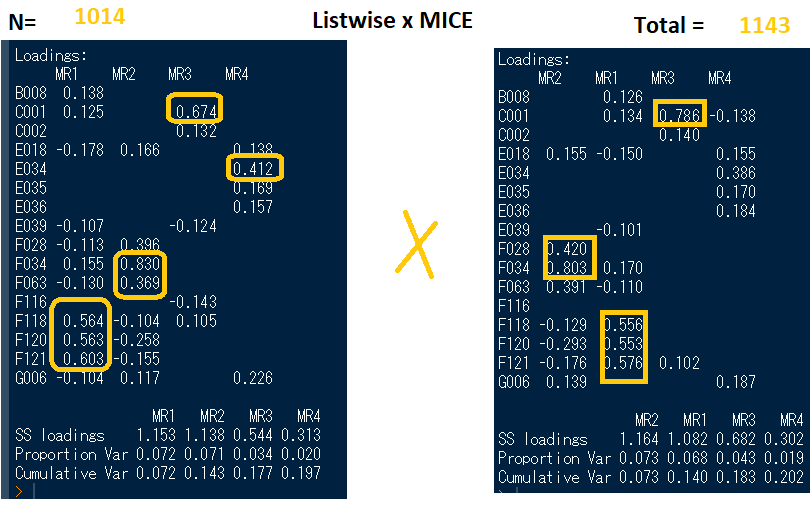 N= 1014 Listwise x MICE Total = 1143
Loadings:
MR1 MR2 MR3 MR4
B008 0.138
C001 0.125 0.674
C002 0.132
E018 -0.178 0.166 0.138
E034 0.412
E035 0.169
E036 0.157
E039 -0.107 -0.124
F028 -0.113 0.396
F034 0.155 0.830
F063 -0.130 0.369
F116 -0.143
F118 0.564 -0.104 0.105
F120 0.563 -0.258
F121 0.603 -0.155
G006 -0.104 0.117 0.226
MR1 MR2 MR3 MR4
SS loadings 1.153 1.138 0.544 0.313
Proportion Var 0.072 0.071 0.034 0.020
Cumulative Var 0.072 0.143 0.177 0.197
>
X
Loadings:
MR2 MR1 MR3 MR4
B008 0.126
C001 0.134 0.786 -0.138
C002 0.140
E018 0.155 -0.150 0.155
E034 0.386
E035 0.170
E036 0.184
E039 -0.101
F028 0.420
F034 0.803 0.170
F063 0.391 -0.110
F116
F118 -0.129 0.556
F120 -0.293 0.553
F121 -0.176 0.576 0.102
G006 0.139 0.187
MR2 MR1 MR3 MR4
SS loadings 1.164 1.082 0.682 0.302
Proportion Var 0.073 0.068 0.043 0.019
Cumulative Var 0.073 0.140 0.183 0.202
>